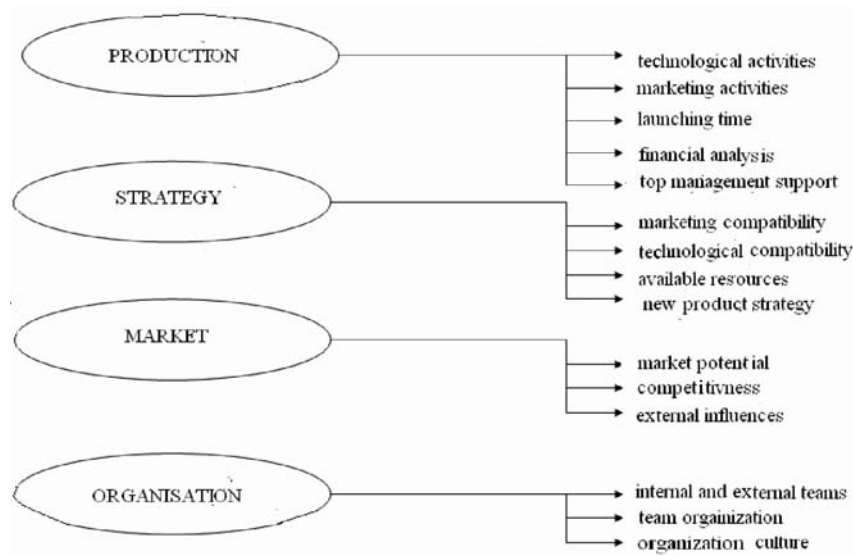 PRODUCTION
technological activities
marketing activities
launching time
financial analysis
top management support
STRATEGY
marketing compatibility
technological compatibility
available resources
new product strategy
MARKET
market potential
competitivness
external influences
ORGANISATION
internal and external teams
team orgainization
organization culture